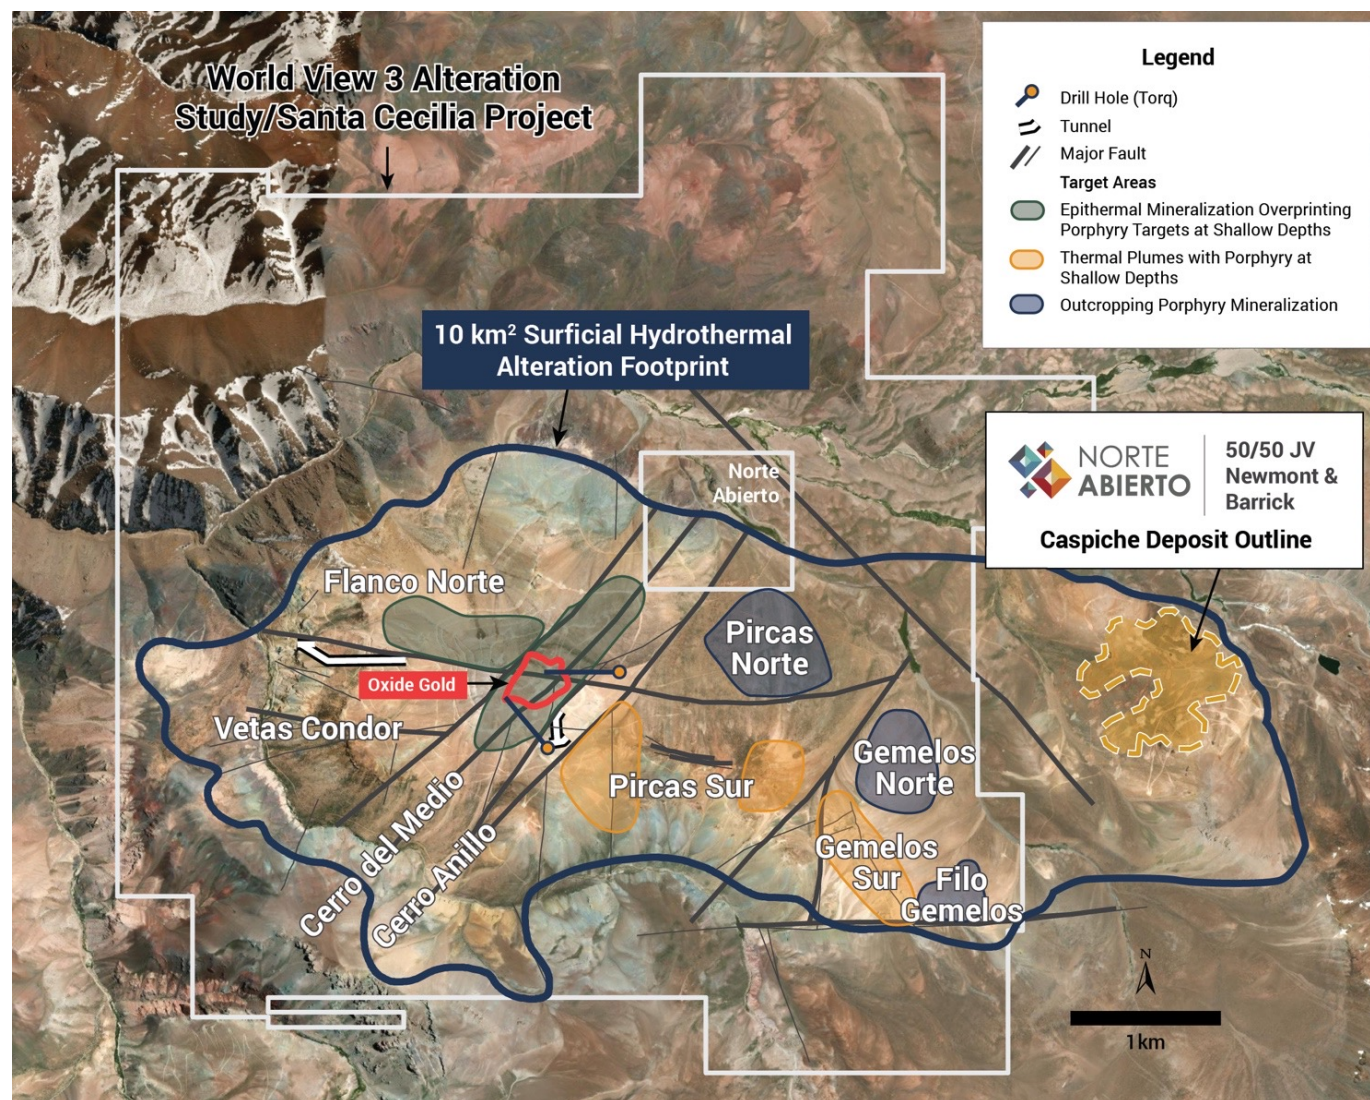 World View 3 Alteration
Study/Santa Cecilia Project
Legend
Drill Hole (Torq)
Tunnel
Major Fault
Target Areas
Epithermal Mineralization Overprinting
Porphyry Targets at Shallow Depths
Thermal Plumes with Porphyry at
Shallow Depths
Outcropping Porphyry Mineralization
10 km² Surficial Hydrothermal
Alteration Footprint
NORTE
ABIERTO
50/50 JV
Newmont &
Barrick
Caspiche Deposit Outline
Norte
Abierto
Flanco Norte
Pircas
Norte
Oxide Gold
Vetas Condor
Gemelos
Norte
Pircas Sur
Cerro del Medio
Cerro Anillo
Gemelos
Sur
Filo
Gemelos
N
1km